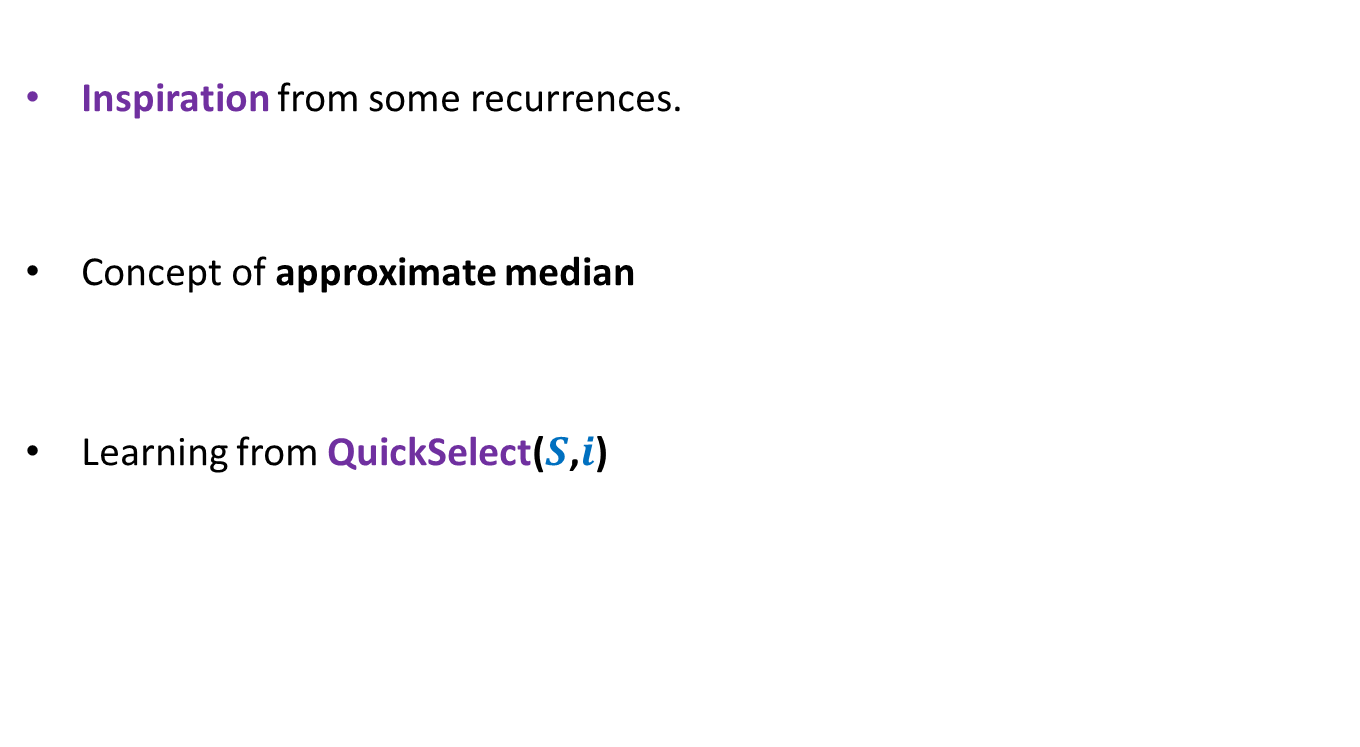 • Inspiration from some recurrences.
• Concept of approximate median
• Learning from QuickSelect(S,i)